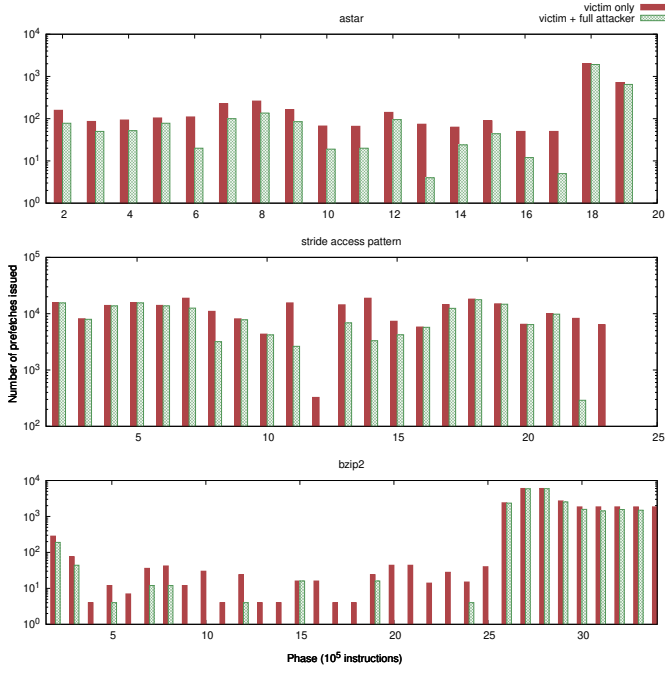 victim only
astar
victim + full attacker
10^4
10^3
10^2
10^1
10^0
2 4 6 8 10 12 14 16 18 20
stride access pattern
10^5
10^4
10^3
10^2
5 10 15 20 25
Number of prefetches issued
bzip2
10^4
10^3
10^2
10^1
10^0
5 10 15 20 25 30
Phase (10^5 instructions)